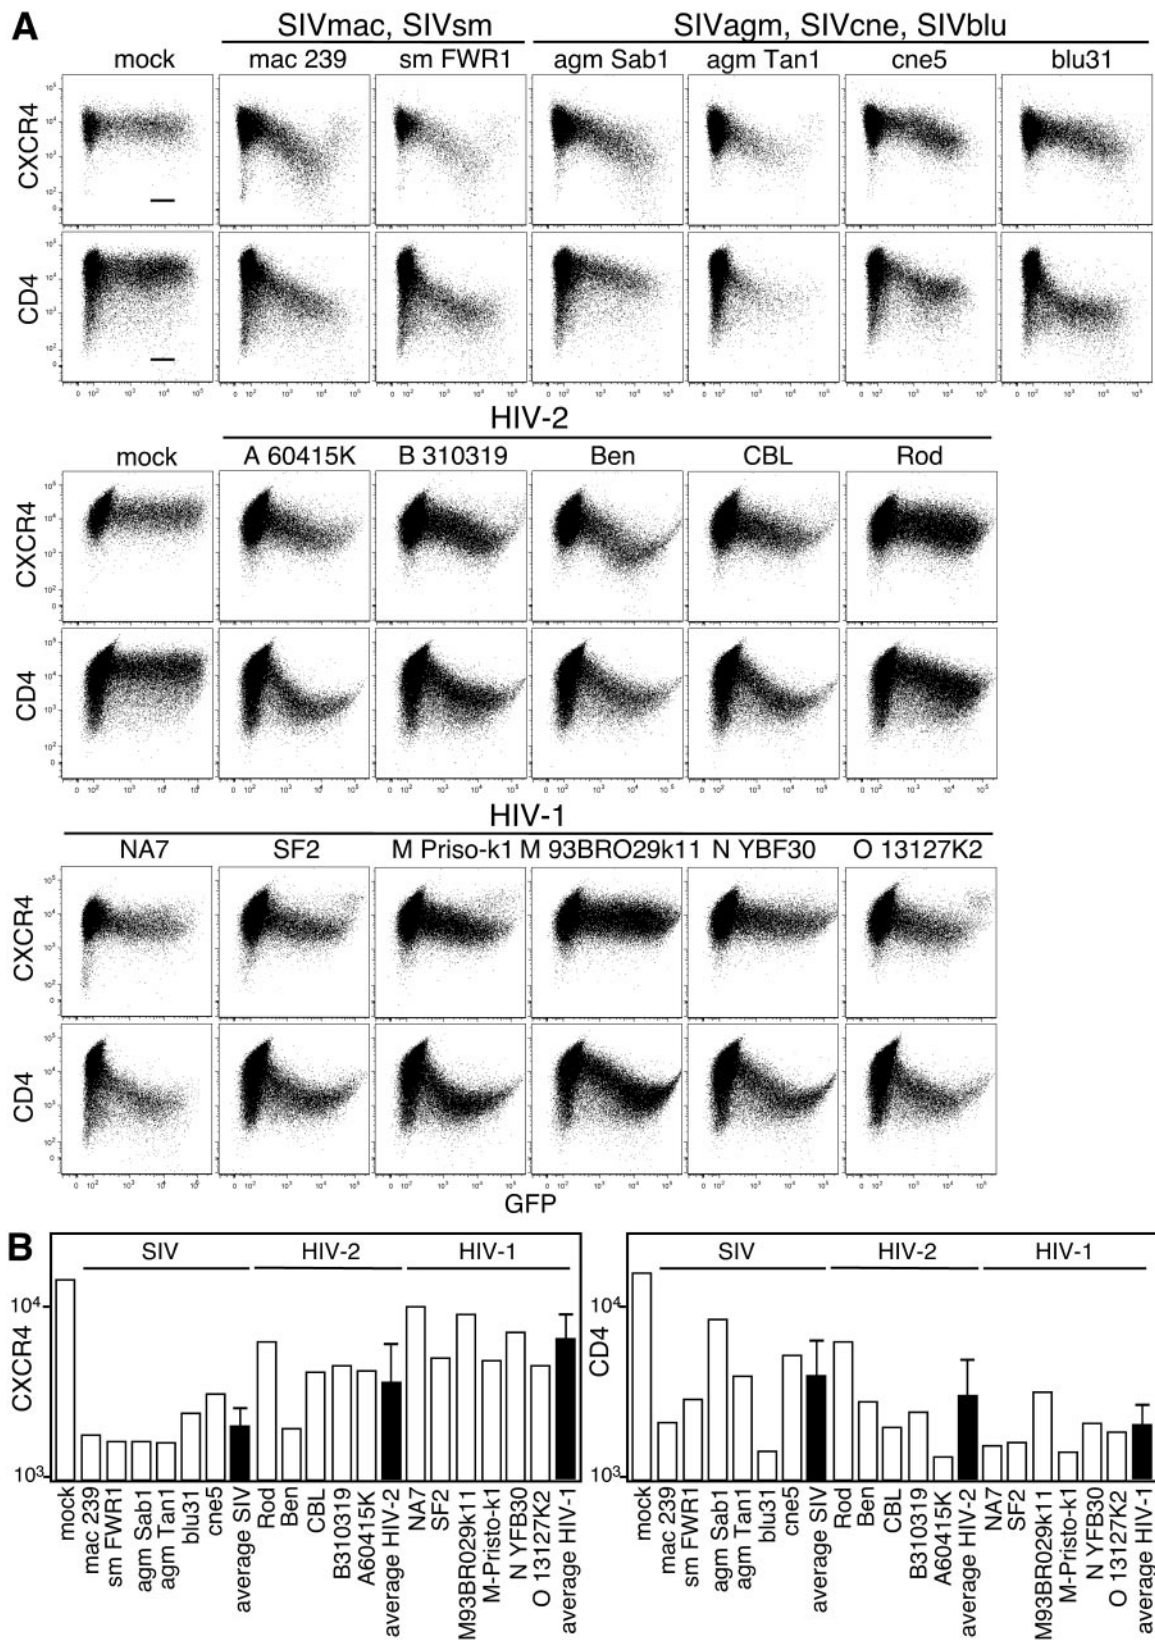 A
SIVmac, SIVsm SIVagm, SIVcne, SIVblu
mock mac 239 sm FWR1 agm Sab1 agm Tan1 cne5 blu31
CXCR4
CD4
HIV-2
mock A 60415K B 310319 Ben CBL Rod
CXCR4
CD4
HIV-1
NA7 SF2 M Priso-k1 M 93BRO29k11 N YBF30 O 13127K2
CXCR4
CD4
GFP
B
SIV HIV-2 HIV-1
CXCR4
10⁴
10³
mock
mac 239
sm FWR1
agm Sab1
agm Tan1
blu31
cne5
average SIV
Rod
Ben
CBL
B310319
A60415K
average HIV-2
NA7
SF2
M93BR029k11
M-Pristo-k1
N YFB30
O 13127K2
average HIV-1
SIV HIV-2 HIV-1
CD4
10⁴
10³
mock
mac 239
sm FWR1
agm Sab1
agm Tan1
blu31
cne5
average SIV
Rod
Ben
CBL
B310319
A60415K
average HIV-2
NA7
SF2
M93BR029k11
M-Pristo-k1
N YFB30
O 13127K2
average HIV-1